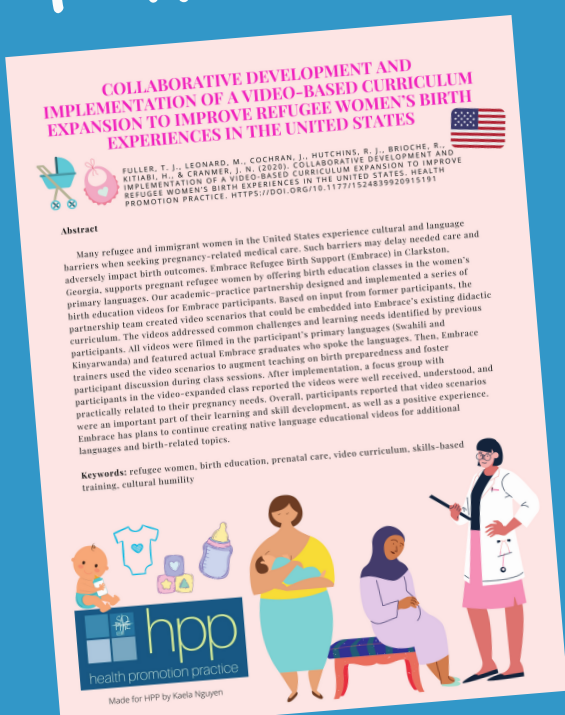 COLLABORATIVE DEVELOPMENT AND
IMPLEMENTATION OF A VIDEO-BASED CURRICULUM
EXPANSION TO IMPROVE REFUGEE WOMEN'S BIRTH
EXPERIENCES IN THE UNITED STATES
FULLER, T. J., LEONARD, M., COCHRAN, J., HUTCHINS, R. J., BRIOCHE, R.,
KITIABI, H., & CRANMER, J. N. (2020). COLLABORATIVE DEVELOPMENT AND
IMPLEMENTATION OF A VIDEO-BASED CURRICULUM EXPANSION TO IMPROVE
REFUGEE WOMEN'S BIRTH EXPERIENCES IN THE UNITED STATES. HEALTH
PROMOTION PRACTICE. HTTPS://DOI.ORG/10.1177/1524839920915191
Abstract
Many refugee and immigrant women in the United States experience cultural and language
barriers when seeking pregnancy-related medical care. Such barriers may delay needed care and
adversely impact birth outcomes. Embrace Refugee Birth Support (Embrace) in Clarkston,
Georgia, supports pregnant refugee women by offering birth education classes in the women's
primary languages. Our academic-practice partnership designed and implemented a series of
birth education videos for Embrace participants. Based on input from former participants, the
partnership team created video scenarios that could be embedded into Embrace's existing didactic
curriculum. The videos addressed common challenges and learning needs identified by previous
participants. All videos were filmed in the participant's primary languages (Swahili and
Kinyarwanda) and featured actual Embrace graduates who spoke the languages. Then, Embrace
trainers used the video scenarios to augment teaching on birth preparedness and foster
participant discussion during class sessions. After implementation, a focus group with
participants in the video-expanded class reported the videos were well received, understood, and
practically related to their pregnancy needs. Overall, participants reported that video scenarios
were an important part of their learning and skill development, as well as a positive experience.
Embrace has plans to continue creating native language educational videos for additional
languages and birth-related topics.
Keywords: refugee women, birth education, prenatal care, video curriculum, skills-based
training, cultural humility
hpp
health promotion practice
Made for HPP by Kaela Nguyen